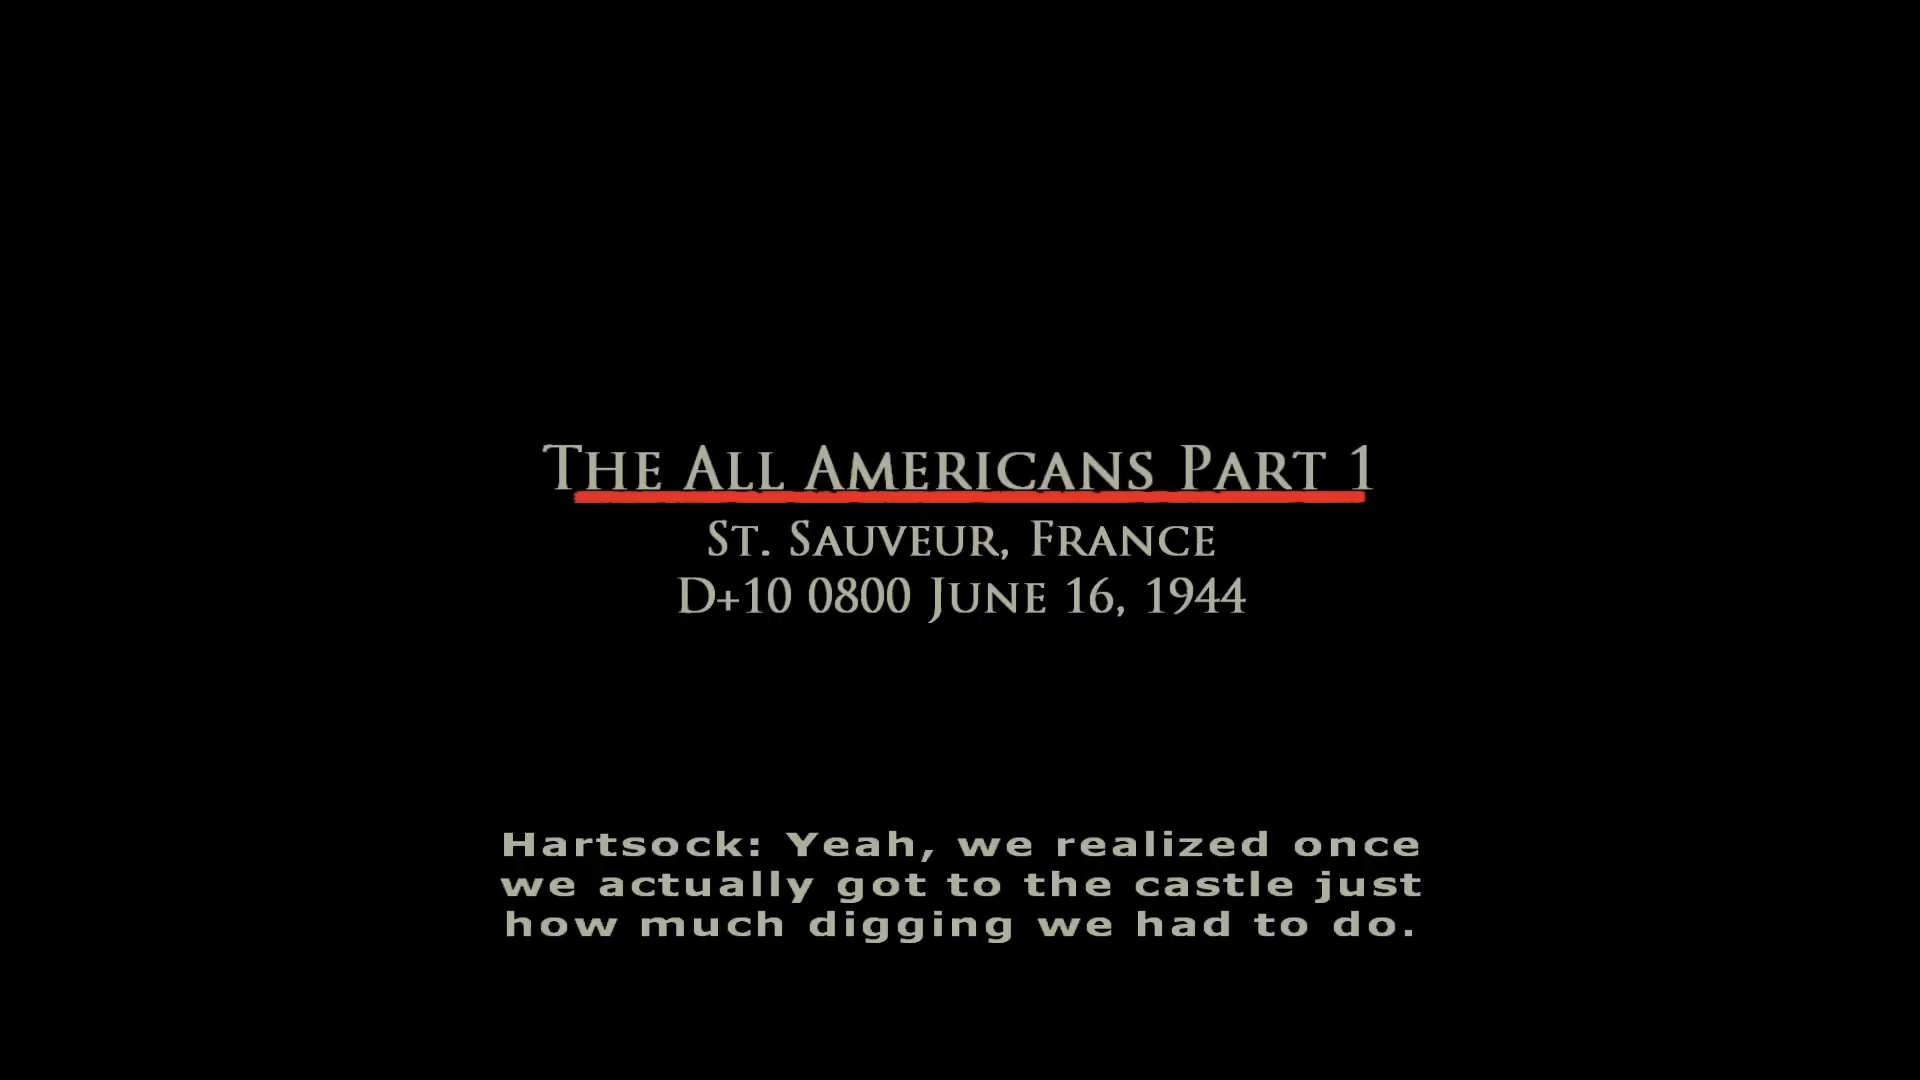 The All Americans Part 1
St. Sauveur, France
D+10 0800 June 16, 1944
Hartsock: Yeah, we realized once
we actually got to the castle just
how much digging we had to do.